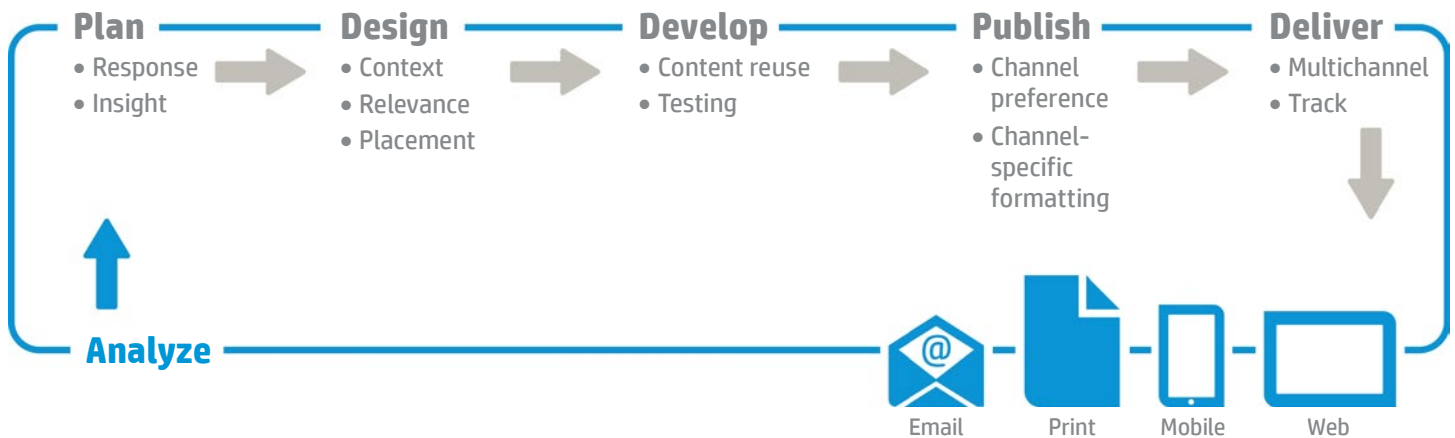 Plan
• Response
• Insight
Design
• Context
• Relevance
• Placement
Develop
• Content reuse
• Testing
Publish
• Channel
preference
• Channel-
specific
formatting
Deliver
• Multichannel
• Track
Analyze
@
Email
Print
Mobile
Web